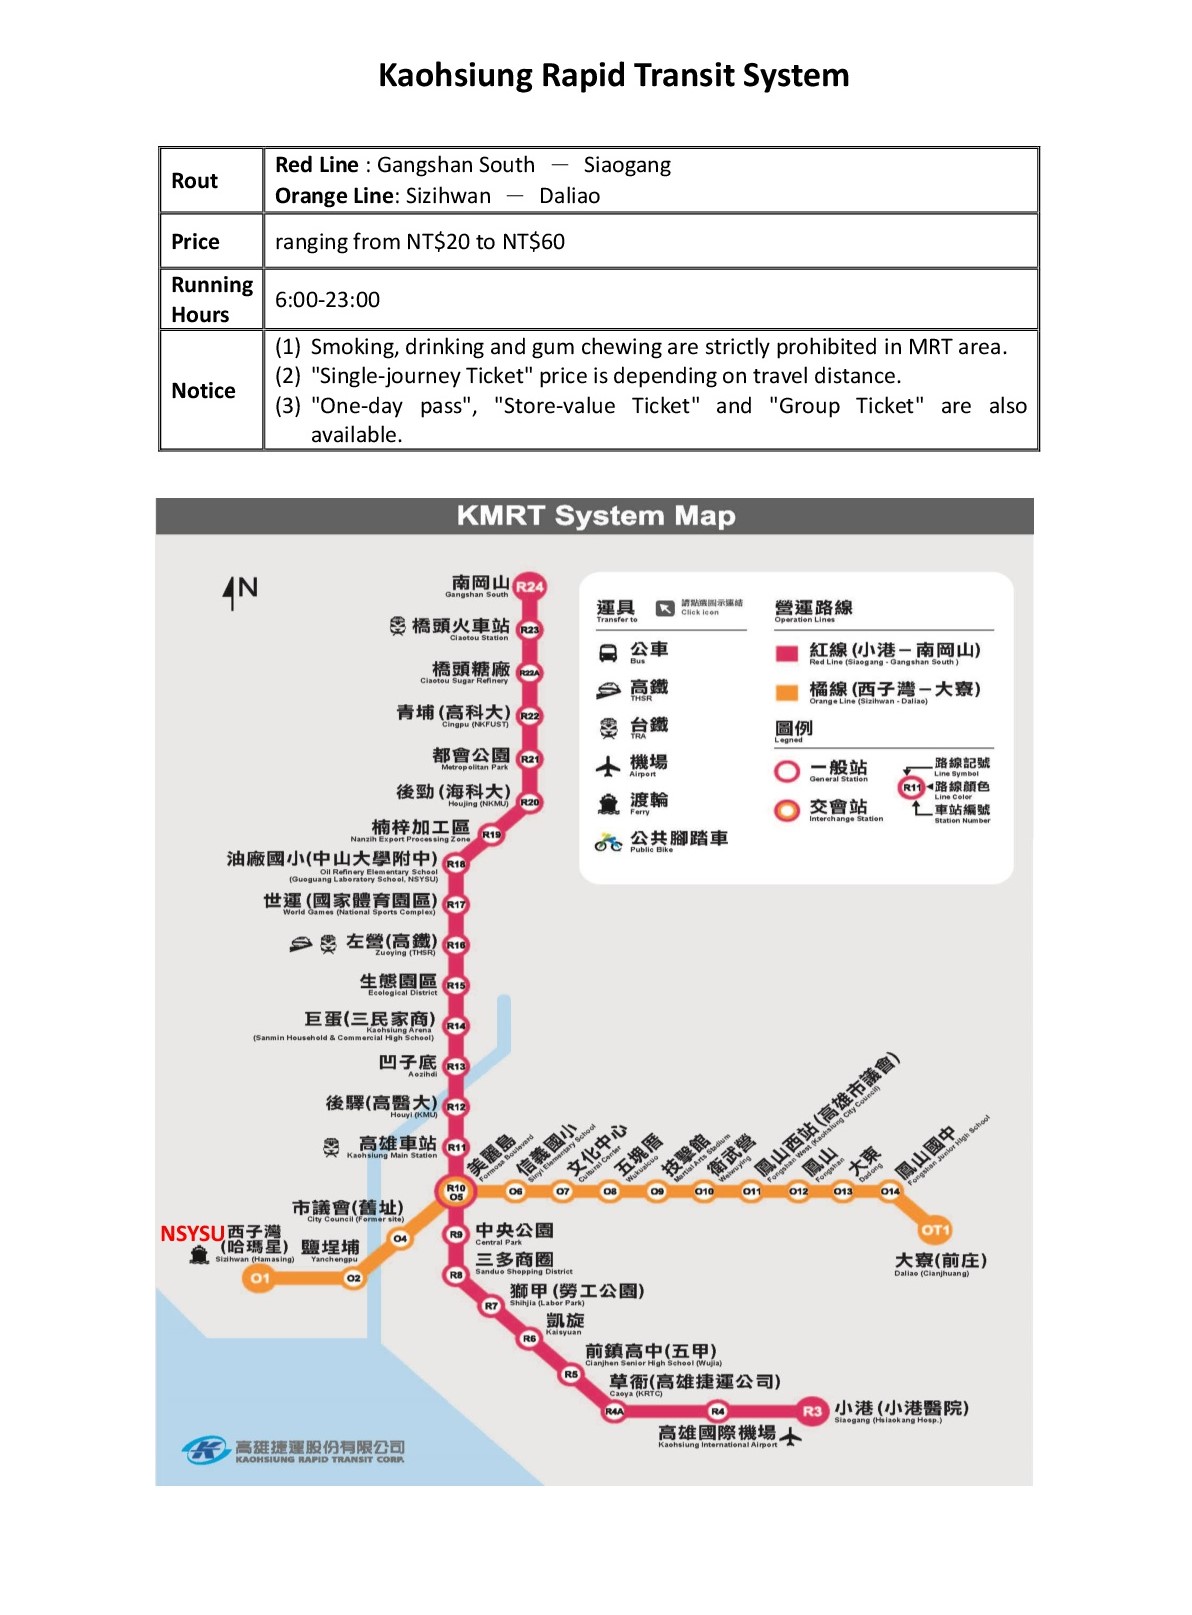 Kaohsiung Rapid Transit System
Rout
Red Line : Gangshan South － Siaogang
Orange Line: Sizihwan － Daliao
Price
ranging from NT$20 to NT$60
Running
Hours
6:00-23:00
Notice
(1) Smoking, drinking and gum chewing are strictly prohibited in MRT area.
(2) "Single-journey Ticket" price is depending on travel distance.
(3) "One-day pass", "Store-value Ticket" and "Group Ticket" are also
available.
KMRT System Map
N
運具
Transfer to
請點選圖示連結
Click icon
公車
Bus
高鐵
THSR
台鐵
TRA
機場
Airport
渡輪
Ferry
公共腳踏車
Public Bike
營運路線
Operation Lines
紅線(小港－南岡山)
Red Line (Siaogang - Gangshan South)
橘線(西子灣－大寮)
Orange Line (Sizihwan - Daliao)
圖例
Legned
一般站
General Station
交會站
Interchange Station
R11
路線記號
Line Symbol
路線顏色
Line Color
車站編號
Station Number
南岡山
Gangshan South
R24
橋頭火車站
Ciaotou Station
R23
橋頭糖廠
Ciaotou Sugar Refinery
R22A
青埔(高科大)
Cingpu (NKFUST)
R22
都會公園
Metropolitan Park
R21
後勁(海科大)
Houjing (NKMU)
R20
楠梓加工區
Nanzih Export Processing Zone
R19
油廠國小(中山大學附中)
Oil Refinery Elementary School
(Guoguang Laboratory School, NSYSU)
R18
世運(國家體育園區)
World Games (National Sports Complex)
R17
左營(高鐵)
Zuoying (THSR)
R16
生態園區
Ecological District
R15
巨蛋(三民家商)
Kaohsiung Arena
(Sanmin Household & Commercial High School)
R14
凹子底
Aozihdi
R13
後驛(高醫大)
Houyi (KMU)
R12
高雄車站
Kaohsiung Main Station
R11
美麗島
Formosa Boulevard
R10
O5
信義國小
Sinyi Elementary School
O6
文化中心
Cultural Center
O7
五塊厝
Wukuaicuo
O8
技擊館
Martial Arts Stadium
O9
衛武營
Weiwuying
O10
鳳山西站(高雄市議會)
Fongshan West (Kaohsiung City Council)
O11
鳳山
Fongshan
O12
大東
Dadong
O13
鳳山國中
Fongshan Junior High School
O14
OT1
大寮(前庄)
Daliao (Cianjhuang)
市議會(舊址)
City Council (Former site)
O4
鹽埕埔
Yanchengpu
O2
NSYSU
西子灣
(哈瑪星)
Sizihwan (Hamasing)
O1
中央公園
Central Park
R9
三多商圈
Sanduo Shopping District
R8
獅甲(勞工公園)
Shihjia (Labor Park)
R7
凱旋
Kaisyuan
R6
前鎮高中(五甲)
Cianjhen Senior High School (Wujia)
R5
草衙(高雄捷運公司)
Caoya (KRTC)
R4A
R4
高雄國際機場
Kaohsiung International Airport
R3
小港(小港醫院)
Siaogang (Hsiaokang Hosp.)
高雄捷運股份有限公司
KAOHSIUNG RAPID TRANSIT CORP.